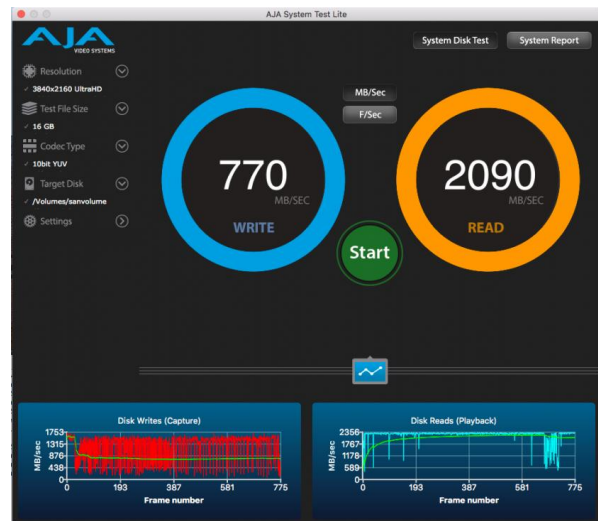 AJA System Test Lite
AJA
VIDEO SYSTEMS
System Disk Test
System Report
Resolution
✓ 3840x2160 UltraHD
Test File Size
✓ 16 GB
Codec Type
✓ 10bit YUV
Target Disk
✓ /Volumes/sanvolume
Settings
MB/Sec
F/Sec
770
MB/SEC
WRITE
2090
MB/SEC
READ
Start
Disk Writes (Capture)
MB/sec
1753
1315
876
438
0
0 193 387 581 775
Frame number
Disk Reads (Playback)
MB/sec
2356
1767
1178
589
0
0 193 387 581 775
Frame number